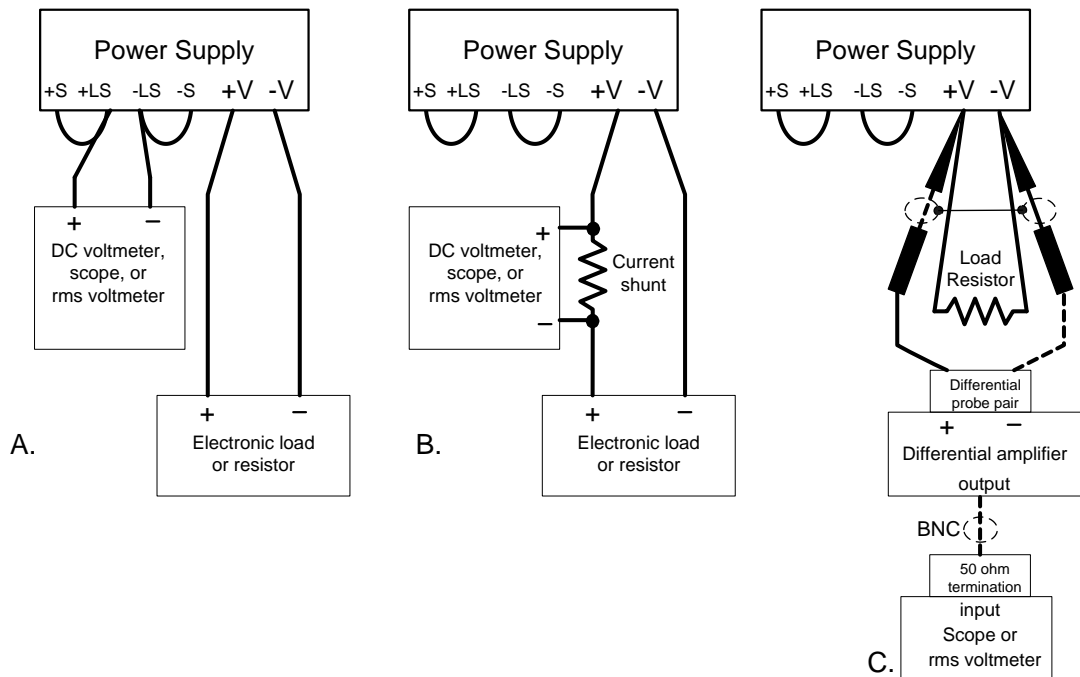 Power Supply
+S +LS -LS -S +V -V
+ −
DC voltmeter,
scope, or
rms voltmeter
+ −
Electronic load
or resistor
A.
Power Supply
+S +LS -LS -S +V -V
+
DC voltmeter,
scope, or
rms voltmeter
−
Current
shunt
+ −
Electronic load
or resistor
B.
Power Supply
+S +LS -LS -S +V -V
Load
Resistor
Differential
probe pair
+ −
Differential amplifier
output
BNC
50 ohm
termination
input
Scope or
rms voltmeter
C.